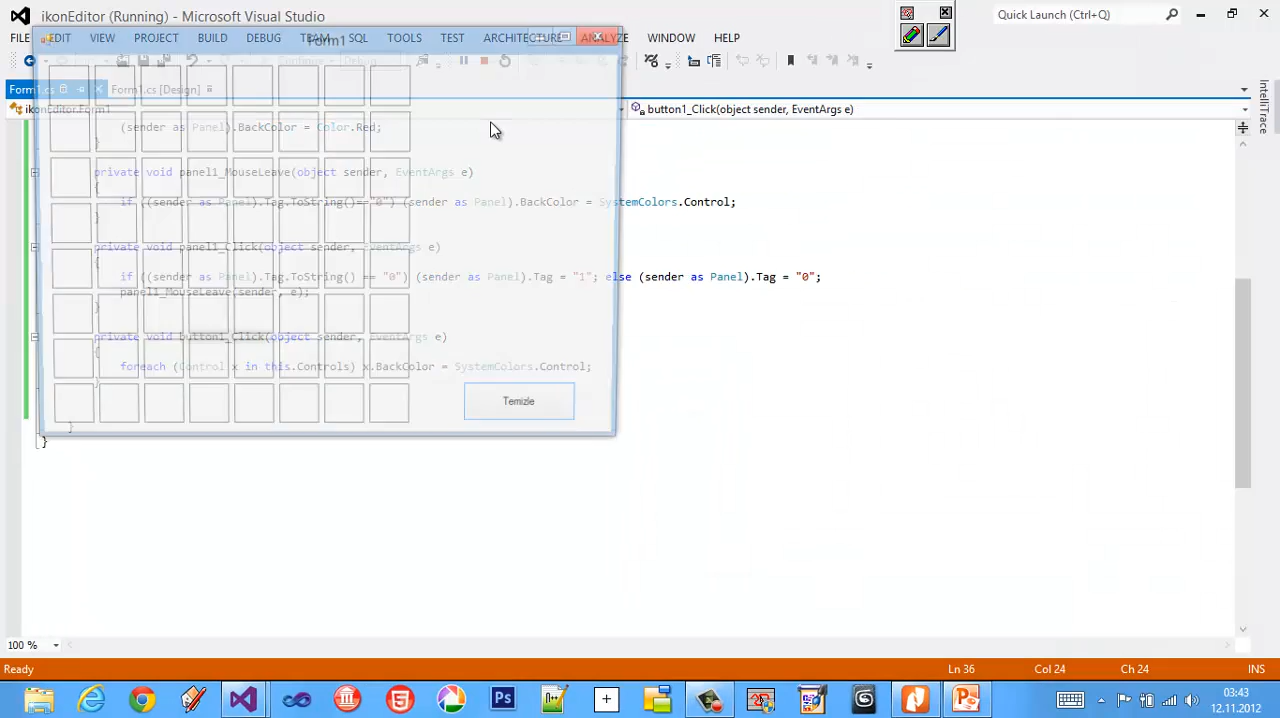 ikonEditor (Running) - Microsoft Visual Studio
Quick Launch (Ctrl+Q)
FILE EDIT VIEW PROJECT BUILD DEBUG TEAM SQL TOOLS TEST ARCHITECTURE ANALYZE WINDOW HELP
Form1
Form1.cs
Form1.cs [Design]
ikonEditor.Form1
button1_Click(object sender, EventArgs e)
IntelliTrace
(sender as Panel).BackColor = Color.Red;
}
private void panel1_MouseLeave(object sender, EventArgs e)
{
if ((sender as Panel).Tag.ToString()=="0") (sender as Panel).BackColor = SystemColors.Control;
}
private void panel1_Click(object sender, EventArgs e)
{
if ((sender as Panel).Tag.ToString() == "0") (sender as Panel).Tag = "1"; else (sender as Panel).Tag = "0";
panel1_MouseLeave(sender, e);
}
private void button1_Click(object sender, EventArgs e)
{
foreach (Control x in this.Controls) x.BackColor = SystemColors.Control;
}
Temizle
}
}
100 %
Ready
Ln 36
Col 24
Ch 24
INS
03:43
12.11.2012